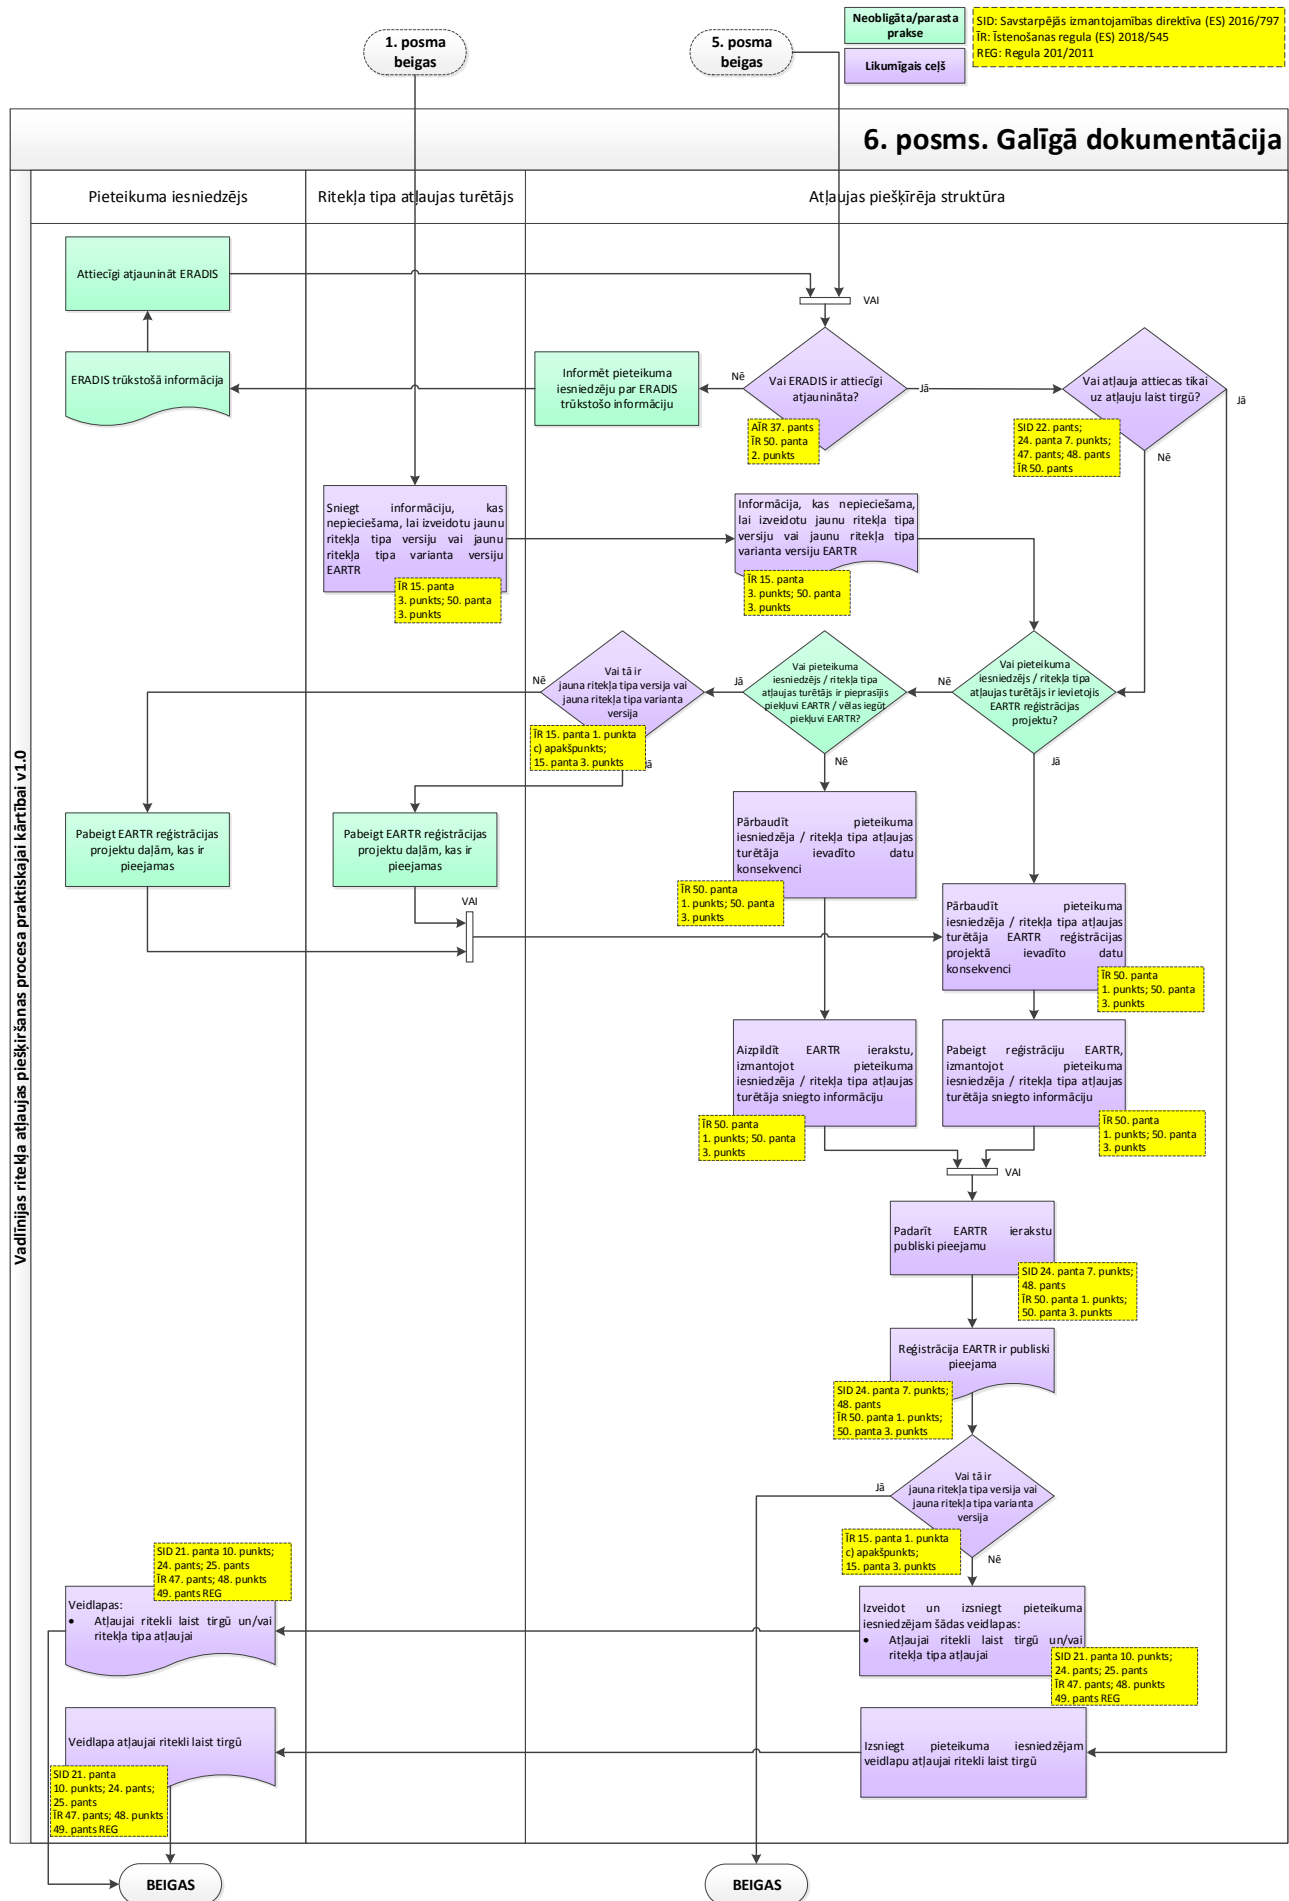 1. posma
beigas
5. posma
beigas
Neobligāta/parasta
prakse
Likumīgais ceļš
SID: Savstarpējās izmantojamības direktīva (ES) 2016/797
ĪR: Īstenošanas regula (ES) 2018/545
REG: Regula 201/2011
6. posms. Galīgā dokumentācija
Vadlīnijas ritekļa atļaujas piešķiršanas procesa praktiskajai kārtībai v1.0
Pieteikuma iesniedzējs
Ritekļa tipa atļaujas turētājs
Atļaujas piešķīrēja struktūra
Attiecīgi atjaunināt ERADIS
VAI
ERADIS trūkstošā informācija
Informēt pieteikuma
iesniedzēju par ERADIS
trūkstošo informāciju
Nē
Vai ERADIS ir attiecīgi
atjaunināta?
Jā
AĪR 37. pants
ĪR 50. panta
2. punkts
Vai atļauja attiecas tikai
uz atļauju laist tirgū?
Jā
SID 22. pants;
24. panta 7. punkts;
47. pants; 48. pants
ĪR 50. pants
Nē
Sniegt informāciju, kas
nepieciešama, lai izveidotu jaunu
ritekļa tipa versiju vai jaunu
ritekļa tipa varianta versiju
EARTR
ĪR 15. panta
3. punkts; 50. panta
3. punkts
Informācija, kas nepieciešama,
lai izveidotu jaunu ritekļa tipa
versiju vai jaunu ritekļa tipa
varianta versiju EARTR
ĪR 15. panta
3. punkts; 50. panta
3. punkts
Nē
Vai tā ir
jauna ritekļa tipa versija vai
jauna ritekļa tipa varianta
versija
Jā
ĪR 15. panta 1. punkta
c) apakšpunkts;
15. panta 3. punkts
Jā
Vai pieteikuma
iesniedzējs / ritekļa tipa
atļaujas turētājs ir pieprasījis
piekļuvi EARTR / vēlas iegūt
piekļuvi EARTR?
Nē
Nē
Vai pieteikuma
iesniedzējs / ritekļa tipa
atļaujas turētājs ir ievietojis
EARTR reģistrācijas
projektu?
Jā
Pabeigt EARTR reģistrācijas
projektu daļām, kas ir
pieejamas
Pabeigt EARTR reģistrācijas
projektu daļām, kas ir
pieejamas
VAI
Pārbaudīt pieteikuma
iesniedzēja / ritekļa tipa atļaujas
turētāja ievadīto datu
konsekvenci
ĪR 50. panta
1. punkts; 50. panta
3. punkts
Pārbaudīt pieteikuma
iesniedzēja / ritekļa tipa atļaujas
turētāja EARTR reģistrācijas
projektā ievadīto datu
konsekvenci
ĪR 50. panta
1. punkts; 50. panta
3. punkts
Aizpildīt EARTR ierakstu,
izmantojot pieteikuma
iesniedzēja / ritekļa tipa atļaujas
turētāja sniegto informāciju
ĪR 50. panta
1. punkts; 50. panta
3. punkts
Pabeigt reģistrāciju EARTR,
izmantojot pieteikuma
iesniedzēja / ritekļa tipa atļaujas
turētāja sniegto informāciju
ĪR 50. panta
1. punkts; 50. panta
3. punkts
VAI
Padarīt EARTR ierakstu
publiski pieejamu
SID 24. panta 7. punkts;
48. pants
ĪR 50. panta 1. punkts;
50. panta 3. punkts
Reģistrācija EARTR ir publiski
pieejama
SID 24. panta 7. punkts;
48. pants
ĪR 50. panta 1. punkts;
50. panta 3. punkts
Jā
Vai tā ir
jauna ritekļa tipa versija vai
jauna ritekļa tipa varianta
versija
ĪR 15. panta 1. punkta
c) apakšpunkts;
15. panta 3. punkts
Nē
SID 21. panta 10. punkts;
24. pants; 25. pants
ĪR 47. pants; 48. punkts
49. pants REG
Veidlapas:
• Atļaujai ritekli laist tirgū un/vai
ritekļa tipa atļaujai
Izveidot un izsniegt pieteikuma
iesniedzējam šādas veidlapas:
• Atļaujai ritekli laist tirgū un/vai
ritekļa tipa atļaujai
SID 21. panta 10. punkts;
24. pants; 25. pants
ĪR 47. pants; 48. punkts
49. pants REG
Veidlapa atļaujai ritekli laist tirgū
SID 21. panta
10. punkts; 24. pants;
25. pants
ĪR 47. pants; 48. punkts
49. pants REG
Izsniegt pieteikuma iesniedzējam
veidlapu atļaujai ritekli laist tirgū
BEIGAS
BEIGAS